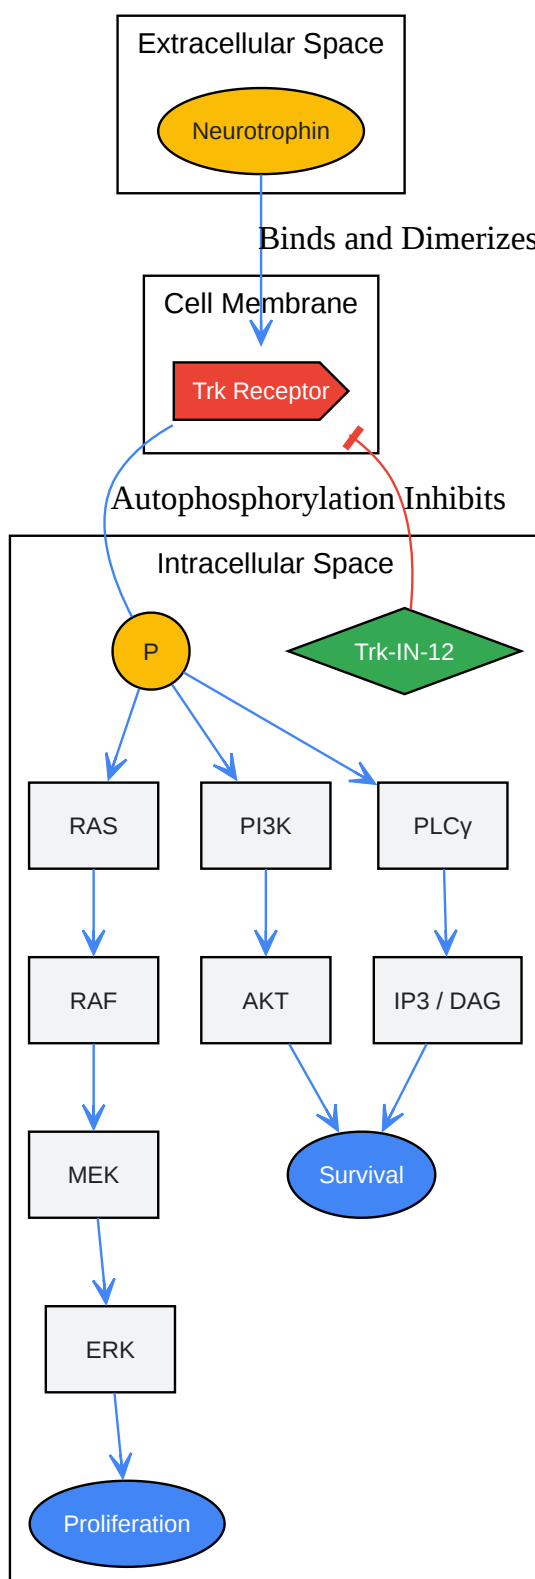 Extracellular Space
Neurotrophin
Binds and Dimerizes
Cell Membrane
Trk Receptor
Autophosphorylation
Inhibits
Intracellular Space
P
Trk-IN-12
RAS
PI3K
PLCγ
RAF
AKT
IP3 / DAG
MEK
Survival
ERK
Proliferation